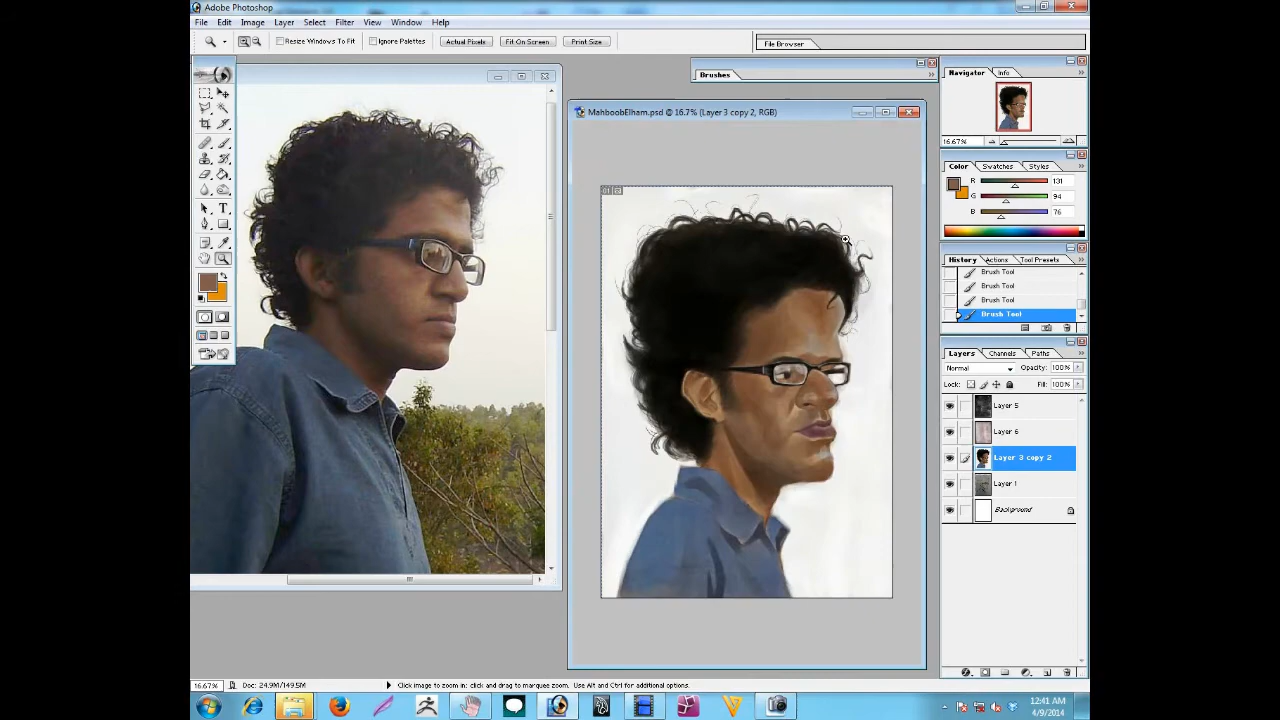 Adobe Photoshop
File Edit Image Layer Select Filter View Window Help
Resize Windows To Fit Ignore Palettes Actual Pixels Fit On Screen Print Size File Browser
Brushes
Navigator Info
MahboobElham.psd @ 16.7% (Layer 3 copy 2, RGB)
16.67%
Color Swatches Styles
R 131
G 94
B 76
01
History Actions Tool Presets
Brush Tool
Brush Tool
Brush Tool
Brush Tool
Layers Channels Paths
Normal Opacity: 100%
Lock: Fill: 100%
Layer 5
Layer 6
Layer 3 copy 2
Layer 1
Background
16.67% Doc: 24.9M/149.5M Click image to zoom in; click and drag to marquee zoom. Use Alt and Ctrl for additional options.
12:41 AM
4/9/2014